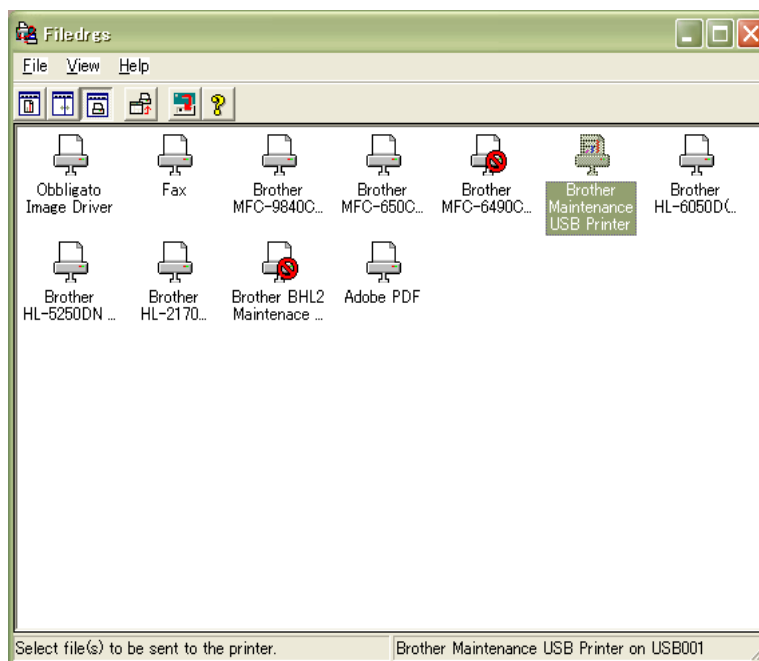 Filedrgs
File View Help
Obbligato
Image Driver
Fax
Brother
MFC-9840C...
Brother
MFC-650C...
Brother
MFC-6490C...
Brother
Maintenance
USB Printer
Brother
HL-6050D(...
Brother
HL-5250DN ...
Brother
HL-2170...
Brother BHL2
Maintenace ...
Adobe PDF
Select file(s) to be sent to the printer.
Brother Maintenance USB Printer on USB001